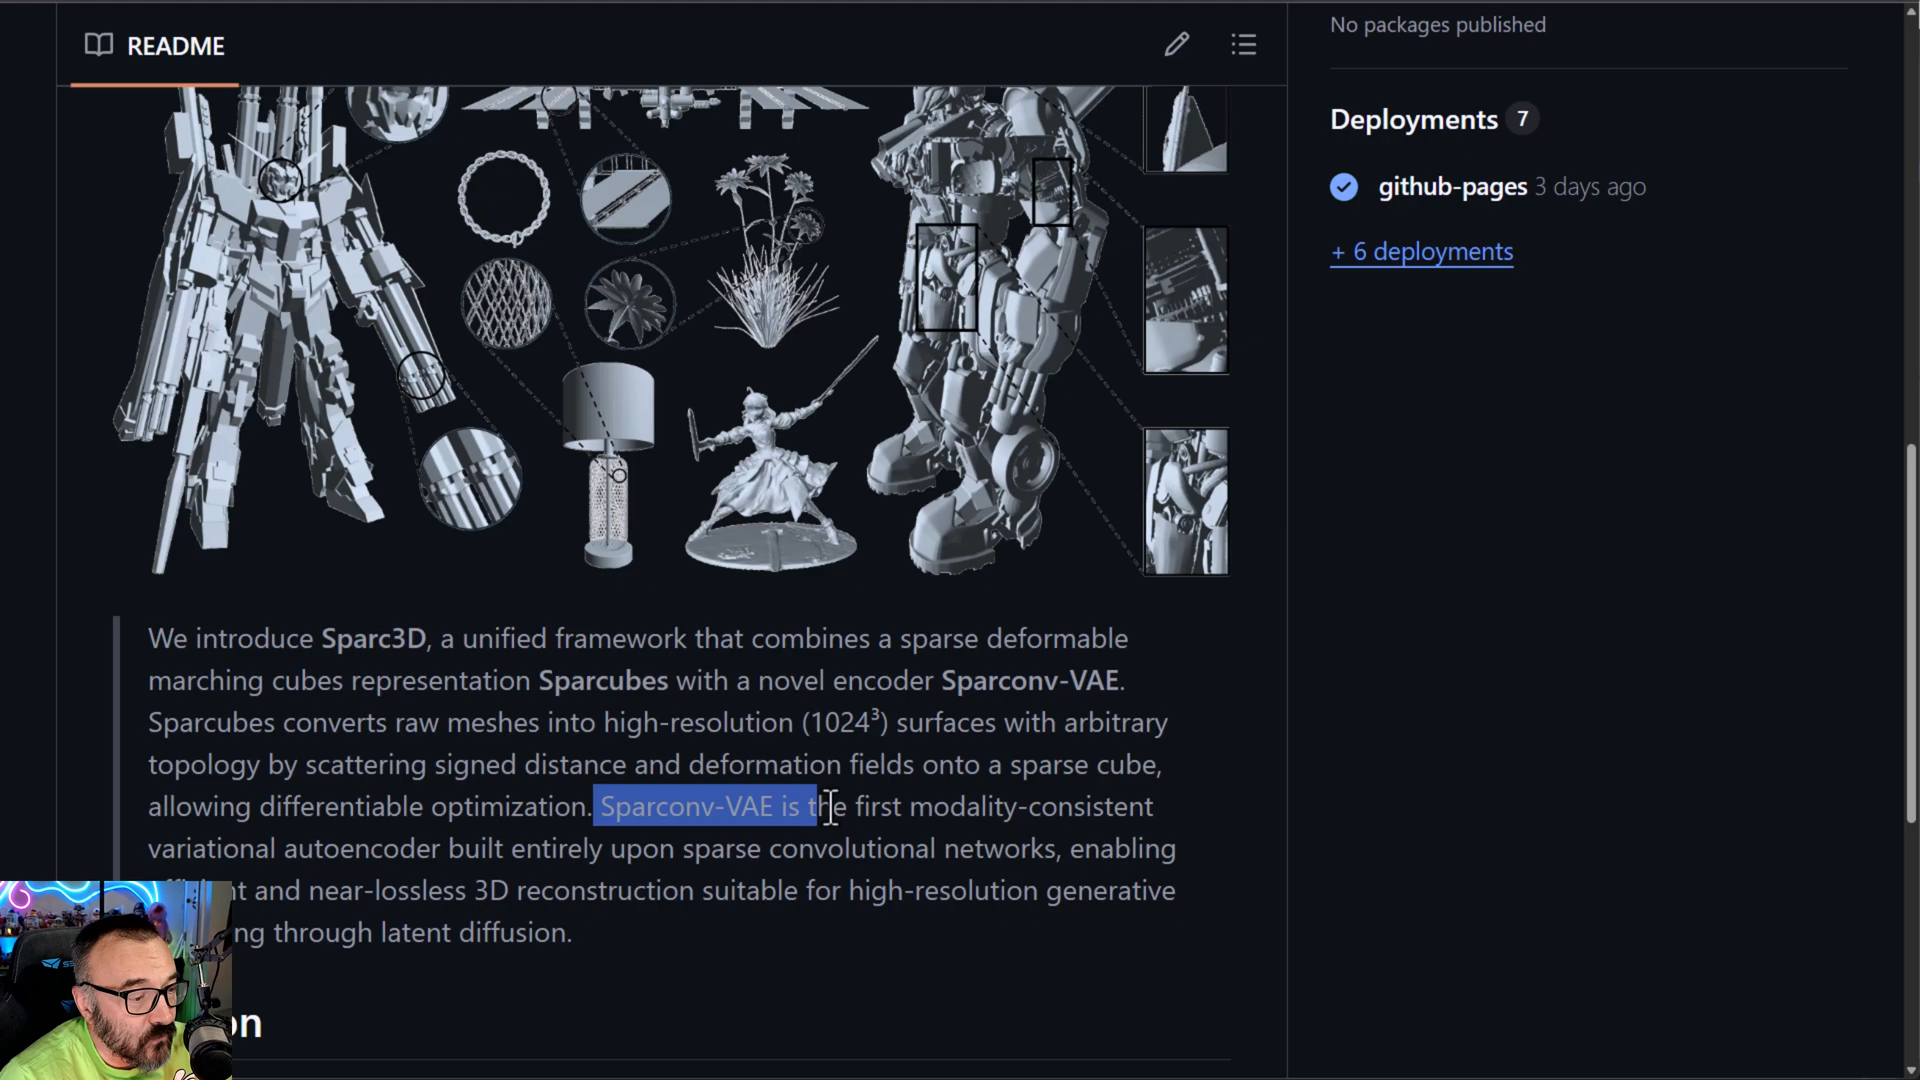 README
No packages published
Deployments 7
github-pages 3 days ago
+ 6 deployments
We introduce Sparc3D, a unified framework that combines a sparse deformable
marching cubes representation Sparcubes with a novel encoder Sparconv-VAE.
Sparcubes converts raw meshes into high-resolution (1024³) surfaces with arbitrary
topology by scattering signed distance and deformation fields onto a sparse cube,
allowing differentiable optimization. Sparconv-VAE is the first modality-consistent
variational autoencoder built entirely upon sparse convolutional networks, enabling
and near-lossless 3D reconstruction suitable for high-resolution generative
through latent diffusion.